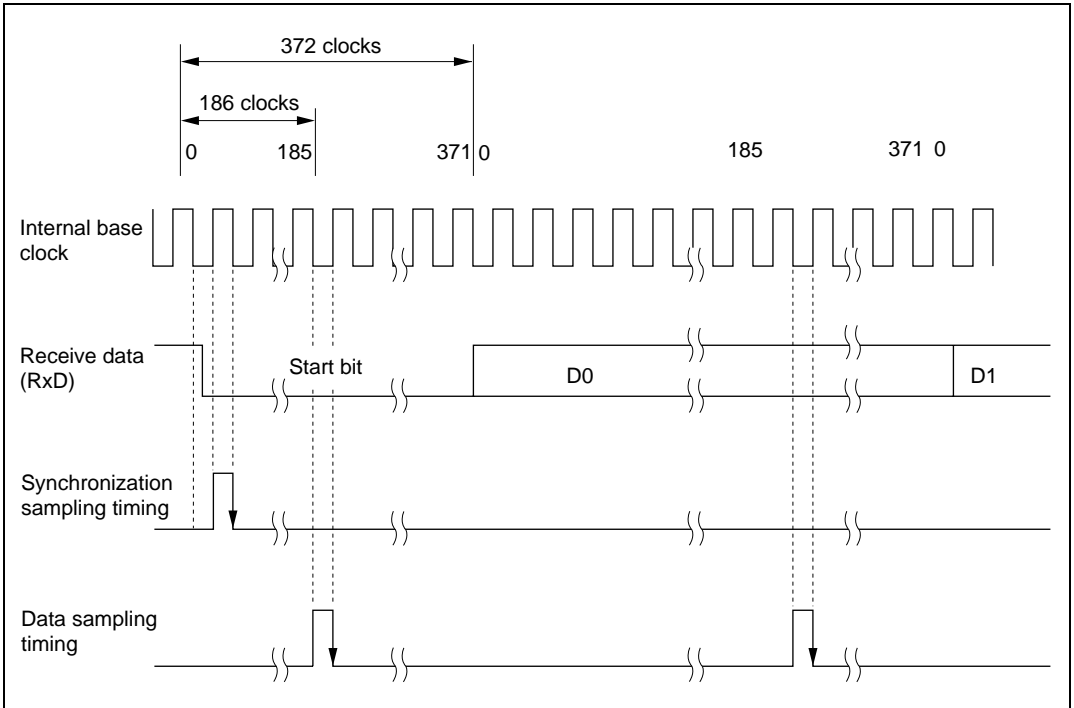 372 clocks
186 clocks
0 185 371 0 185 371 0
Internal base
clock
Receive data
(RxD)
Start bit D0 D1
Synchronization
sampling timing
Data sampling
timing